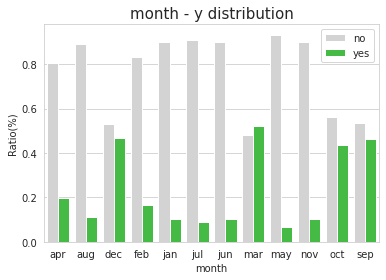 month - y distribution
no
yes
Ratio(%)
0.8
0.6
0.4
0.2
0.0
apr aug dec feb jan jul jun mar may nov oct sep
month